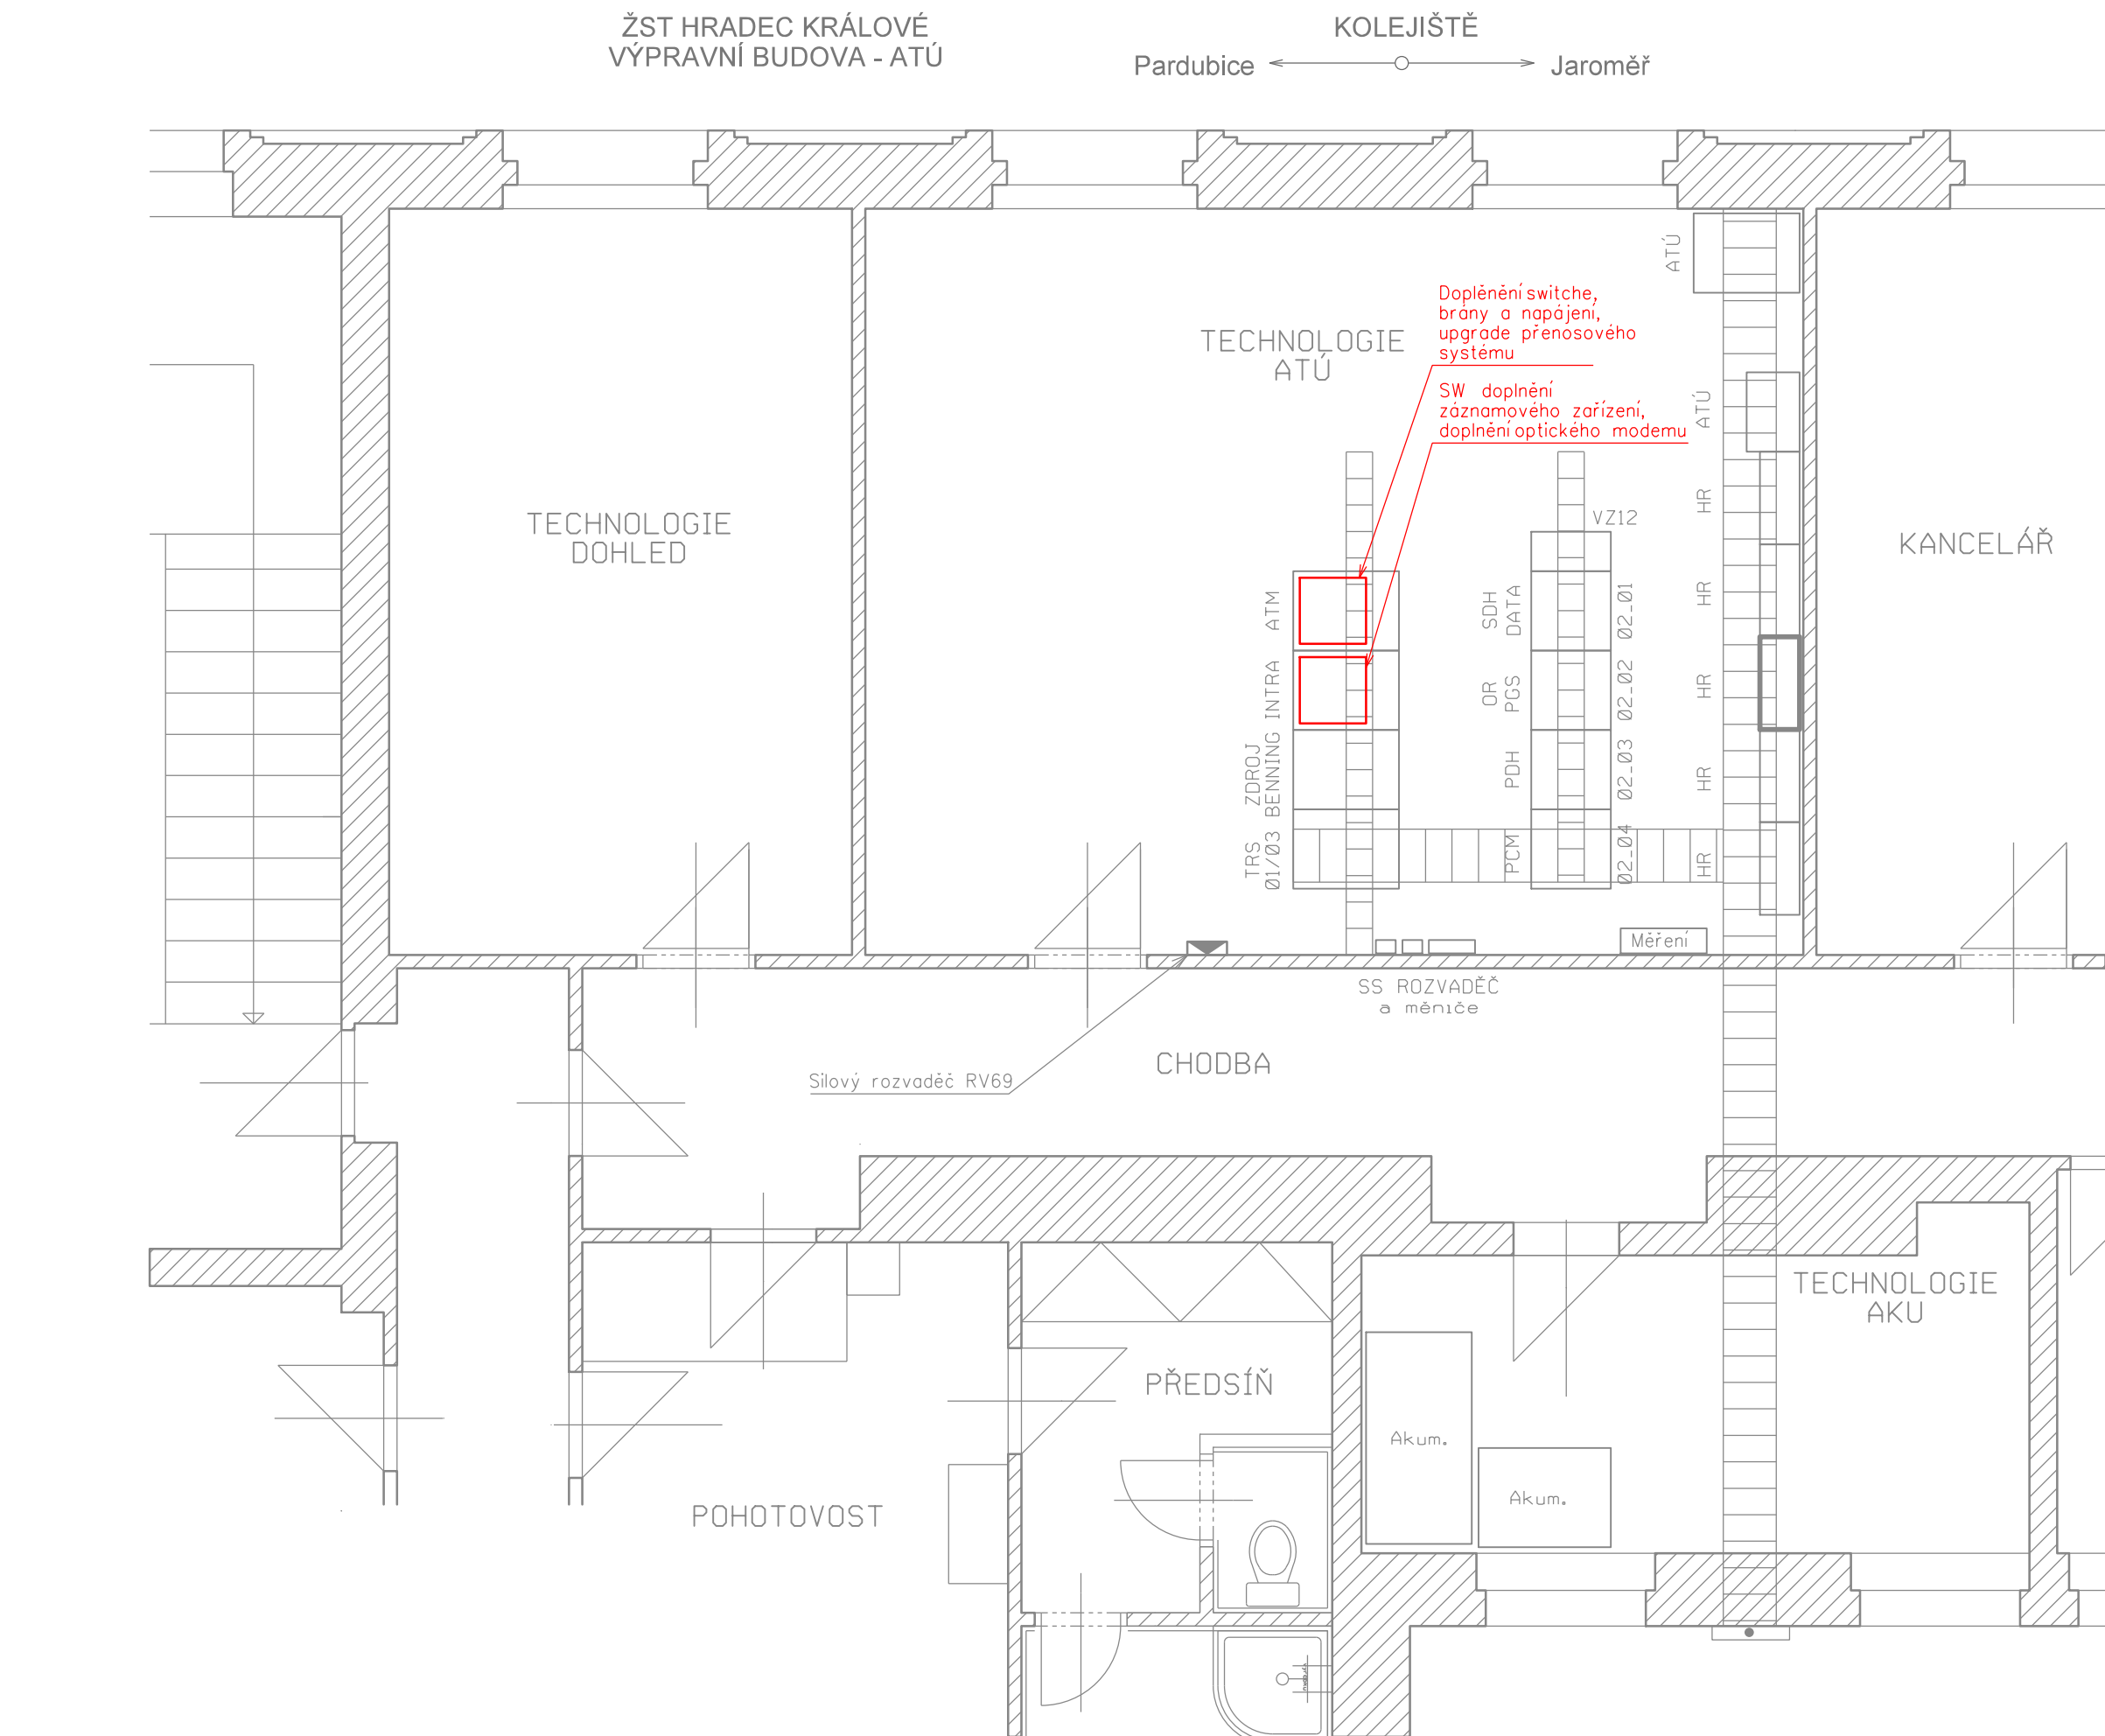 ŽST HRADEC KRÁLOVÉ
VÝPRAVNÍ BUDOVA - ATÚ
KOLEJIŠTĚ
Pardubice
Jaroměř
ATÚ
Doplěnění switche,
brány a napájení,
upgrade přenosového
systému
TECHNOLOGIE
ATÚ
SW doplnění
záznamového zařízení,
doplnění optického modemu
ATÚ
TECHNOLOGIE
DOHLED
VZ12
KANCELÁŘ
HR
HR
HR
HR
HR
ATM
INTRA
ZDROJ
BENNING
TRS
01/03
SDH
DATA
OR
PGS
PDH
PCM
02_01
02_02
02_03
02_04
Měření
SS ROZVADĚČ
a měniče
CHODBA
Silový rozvaděč RV69
TECHNOLOGIE
AKU
PŘEDSÍŇ
Akum.
Akum.
POHOTOVOST